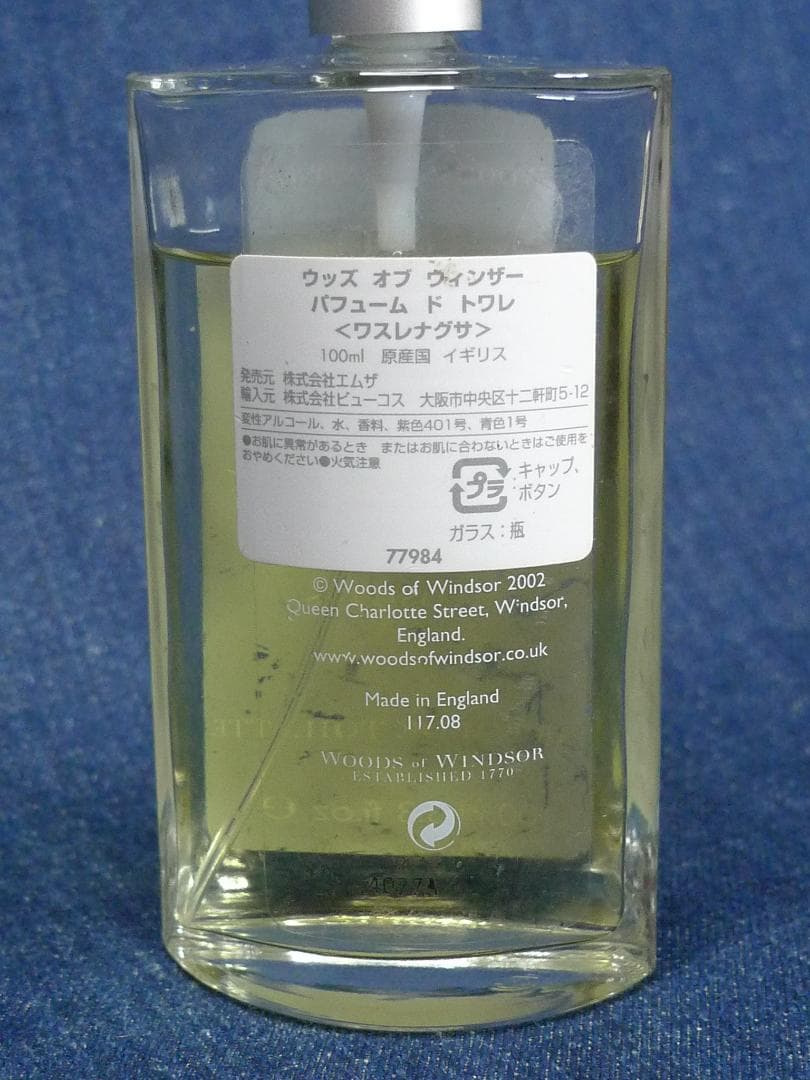 ウッズ オブ ウィンザー
パフューム ド トワレ
<ワスレナグサ>
100ml 原産国 イギリス
発売元 株式会社エムザ
輸入元 株式会社ビューコス 大阪市中央区十二軒町5-12
変性アルコール、水、香料、紫色401号、青色1号
●お肌に異常があるとき またはお肌に合わないときはご使用を
おやめください●火気注意
プラ
キャップ、
ボタン
ガラス：瓶
77984
© Woods of Windsor 2002
Queen Charlotte Street, Windsor,
England.
www.woodsofwindsor.co.uk
Made in England
117.08
WOODS OF WINDSOR
ESTABLISHED 1770